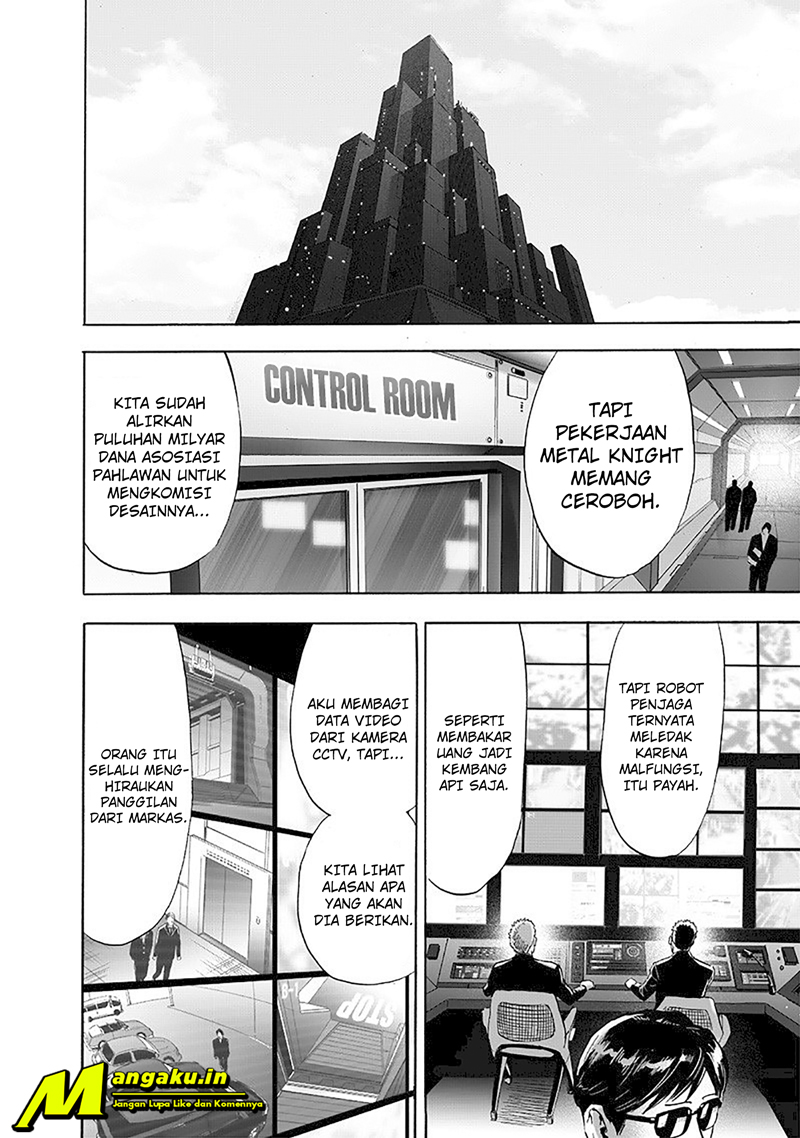 CONTROL ROOM
TAPI
PEKERJAAN
METAL KNIGHT
MEMANG
CEROBOH.
KITA SUDAH
ALIRKAN
PULUHAN MILYAR
DANA ASOSIASI
PAHLAWAN UNTUK
MENGKOMISI
DESAINNYA...
TAPI ROBOT
PENJAGA
TERNYATA
MELEDAK
KARENA
MALFUNGSI,
ITU PAYAH.
SEPERTI
MEMBAKAR
UANG JADI
KEMBANG
API SAJA.
AKU MEMBAGI
DATA VIDEO
DARI KAMERA
CCTV, TAPI...
ORANG ITU
SELALU MENG-
HIRAUKAN
PANGGILAN
DARI MARKAS.
KITA LIHAT
ALASAN APA
YANG AKAN
DIA BERIKAN.
B-1
STOP
Mangaku.in
Jangan Lupa Like dan Komennya